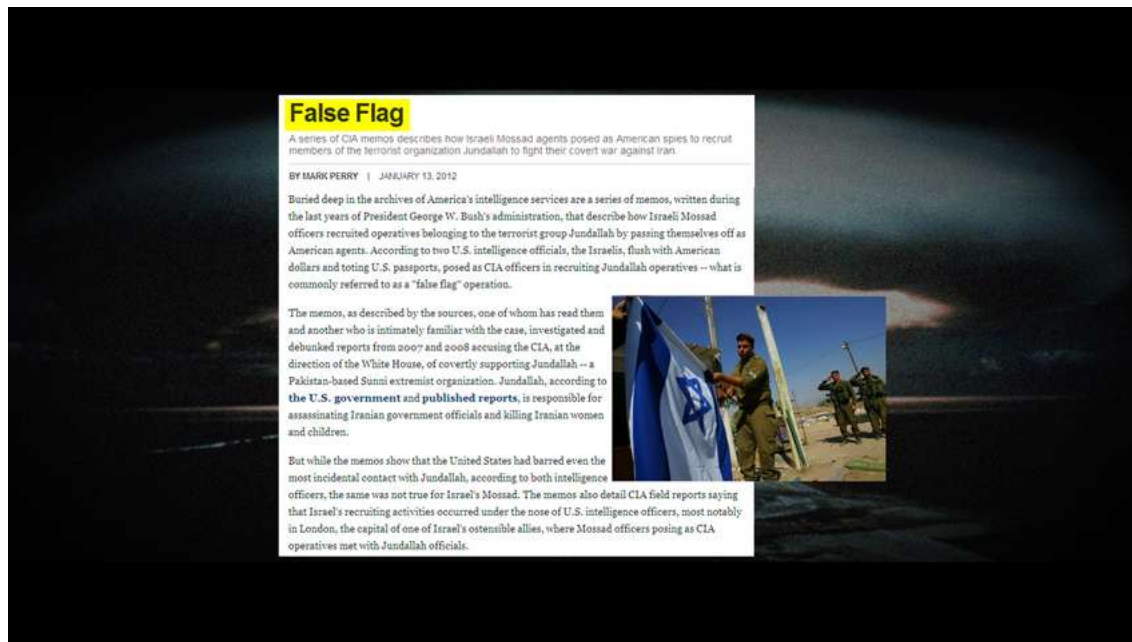 False Flag
A series of CIA memos describes how Israeli Mossad agents posed as American spies to recruit
members of the terrorist organization Jundallah to fight their covert war against Iran.
BY MARK PERRY | JANUARY 13, 2012
Buried deep in the archives of America's intelligence services are a series of memos, written during
the last years of President George W. Bush's administration, that describe how Israeli Mossad
officers recruited operatives belonging to the terrorist group Jundallah by passing themselves off as
American agents. According to two U.S. intelligence officials, the Israelis, flush with American
dollars and toting U.S. passports, posed as CIA officers in recruiting Jundallah operatives -- what is
commonly referred to as a "false flag" operation.
The memos, as described by the sources, one of whom has read them
and another who is intimately familiar with the case, investigated and
debunked reports from 2007 and 2008 accusing the CIA, at the
direction of the White House, of covertly supporting Jundallah -- a
Pakistan-based Sunni extremist organization. Jundallah, according to
the U.S. government and published reports, is responsible for
assassinating Iranian government officials and killing Iranian women
and children.
But while the memos show that the United States had barred even the
most incidental contact with Jundallah, according to both intelligence
officers, the same was not true for Israel's Mossad. The memos also detail CIA field reports saying
that Israel's recruiting activities occurred under the nose of U.S. intelligence officers, most notably
in London, the capital of one of Israel's ostensible allies, where Mossad officers posing as CIA
operatives met with Jundallah officials.